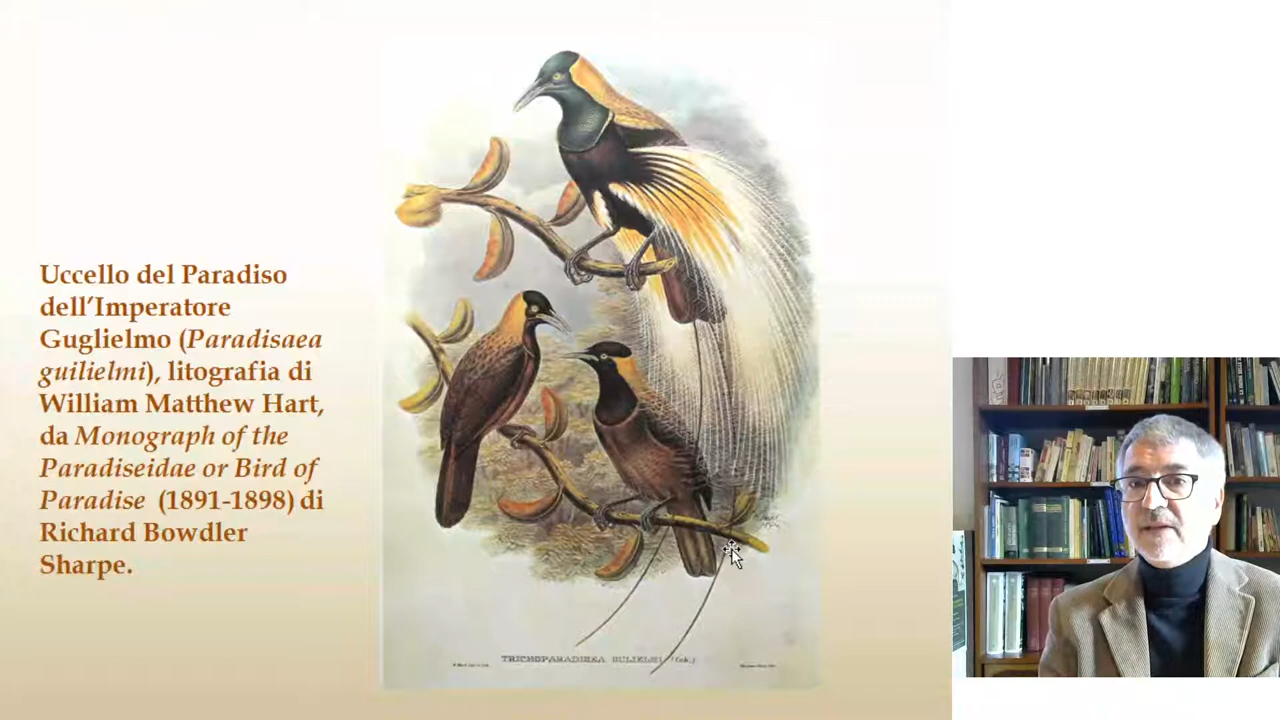 Uccello del Paradiso
dell’Imperatore
Guglielmo (Paradisaea
guilielmi), litografia di
William Matthew Hart,
da Monograph of the
Paradiseidae or Bird of
Paradise (1891-1898) di
Richard Bowdler
Sharpe.
TRICHOPARADISEA GULIELMI